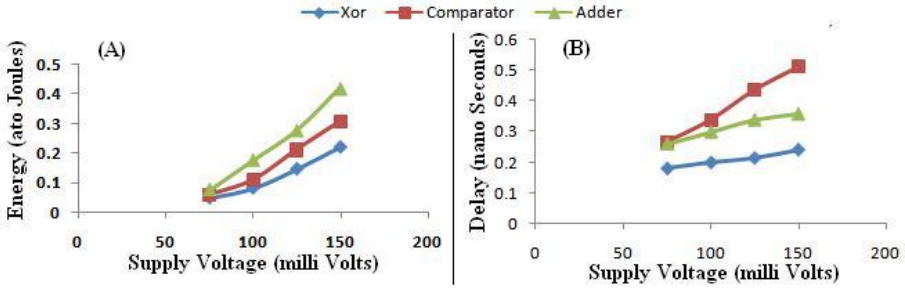 Xor Comparator Adder
(A)
Energy (ato Joules)
0.5
0.4
0.3
0.2
0.1
0
0 50 100 150 200
Supply Voltage (milli Volts)
(B)
Delay (nano Seconds)
0.6
0.5
0.4
0.3
0.2
0.1
0
0 50 100 150 200
Supply Voltage (milli Volts)